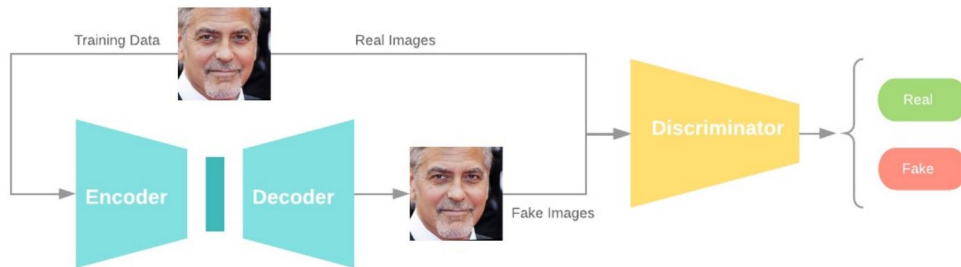 Training Data
Real Images
Encoder
Decoder
Fake Images
Discriminator
Real
Fake